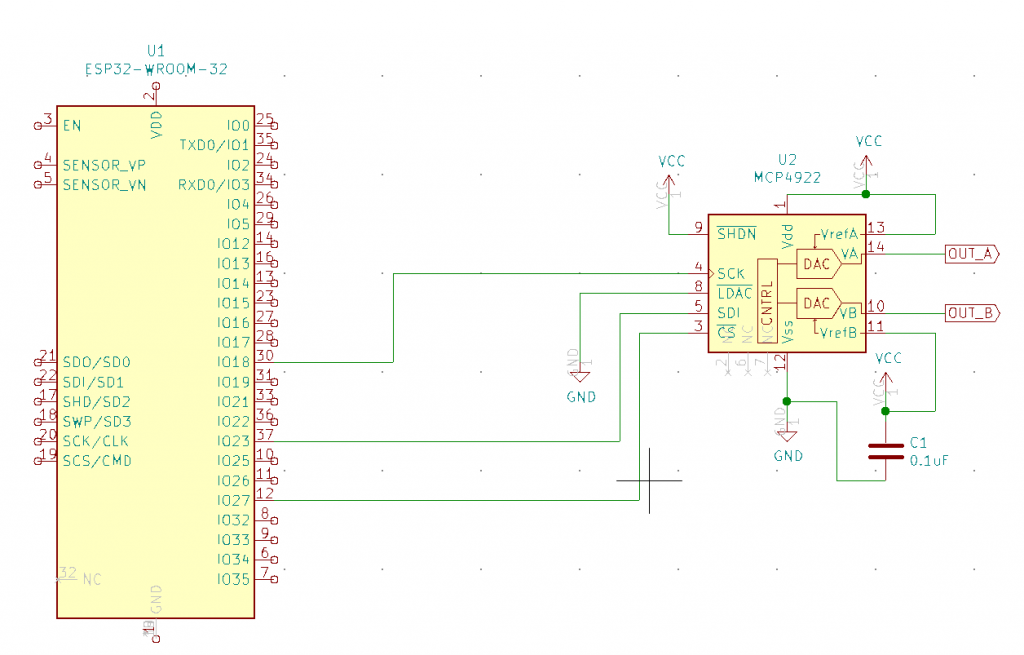 U1
ESP32-WROOM-32
2
VDD
3 EN
4 SENSOR_VP
5 SENSOR_VN
21 SDO/SD0
22 SDI/SD1
17 SHD/SD2
18 SWP/SD3
20 SCK/CLK
19 SCS/CMD
32 NC
GND
IO0 25
TXD0/IO1 35
IO2 24
RXD0/IO3 34
IO4 26
IO5 29
IO12 14
IO13 16
IO14 13
IO15 23
IO16 27
IO17 28
IO18 30
IO19 31
IO21 33
IO22 36
IO23 37
IO25 10
IO26 11
IO27 12
IO32 8
IO33 9
IO34 6
IO35 7
VCC
VCC
1
GND
1
GND
U2
MCP4922
1
Vdd
9 SHDN
4 SCK
8 LDAC
5 SDI
3 CS
CNTRL
DAC
DAC
VrefA 13
VA 14
VB 10
VrefB 11
Vss
12
2
6 NC
7 NC
VCC
VCC
1
OUT_A
OUT_B
VCC
VCC
1
GND
1
GND
C1
0.1uF